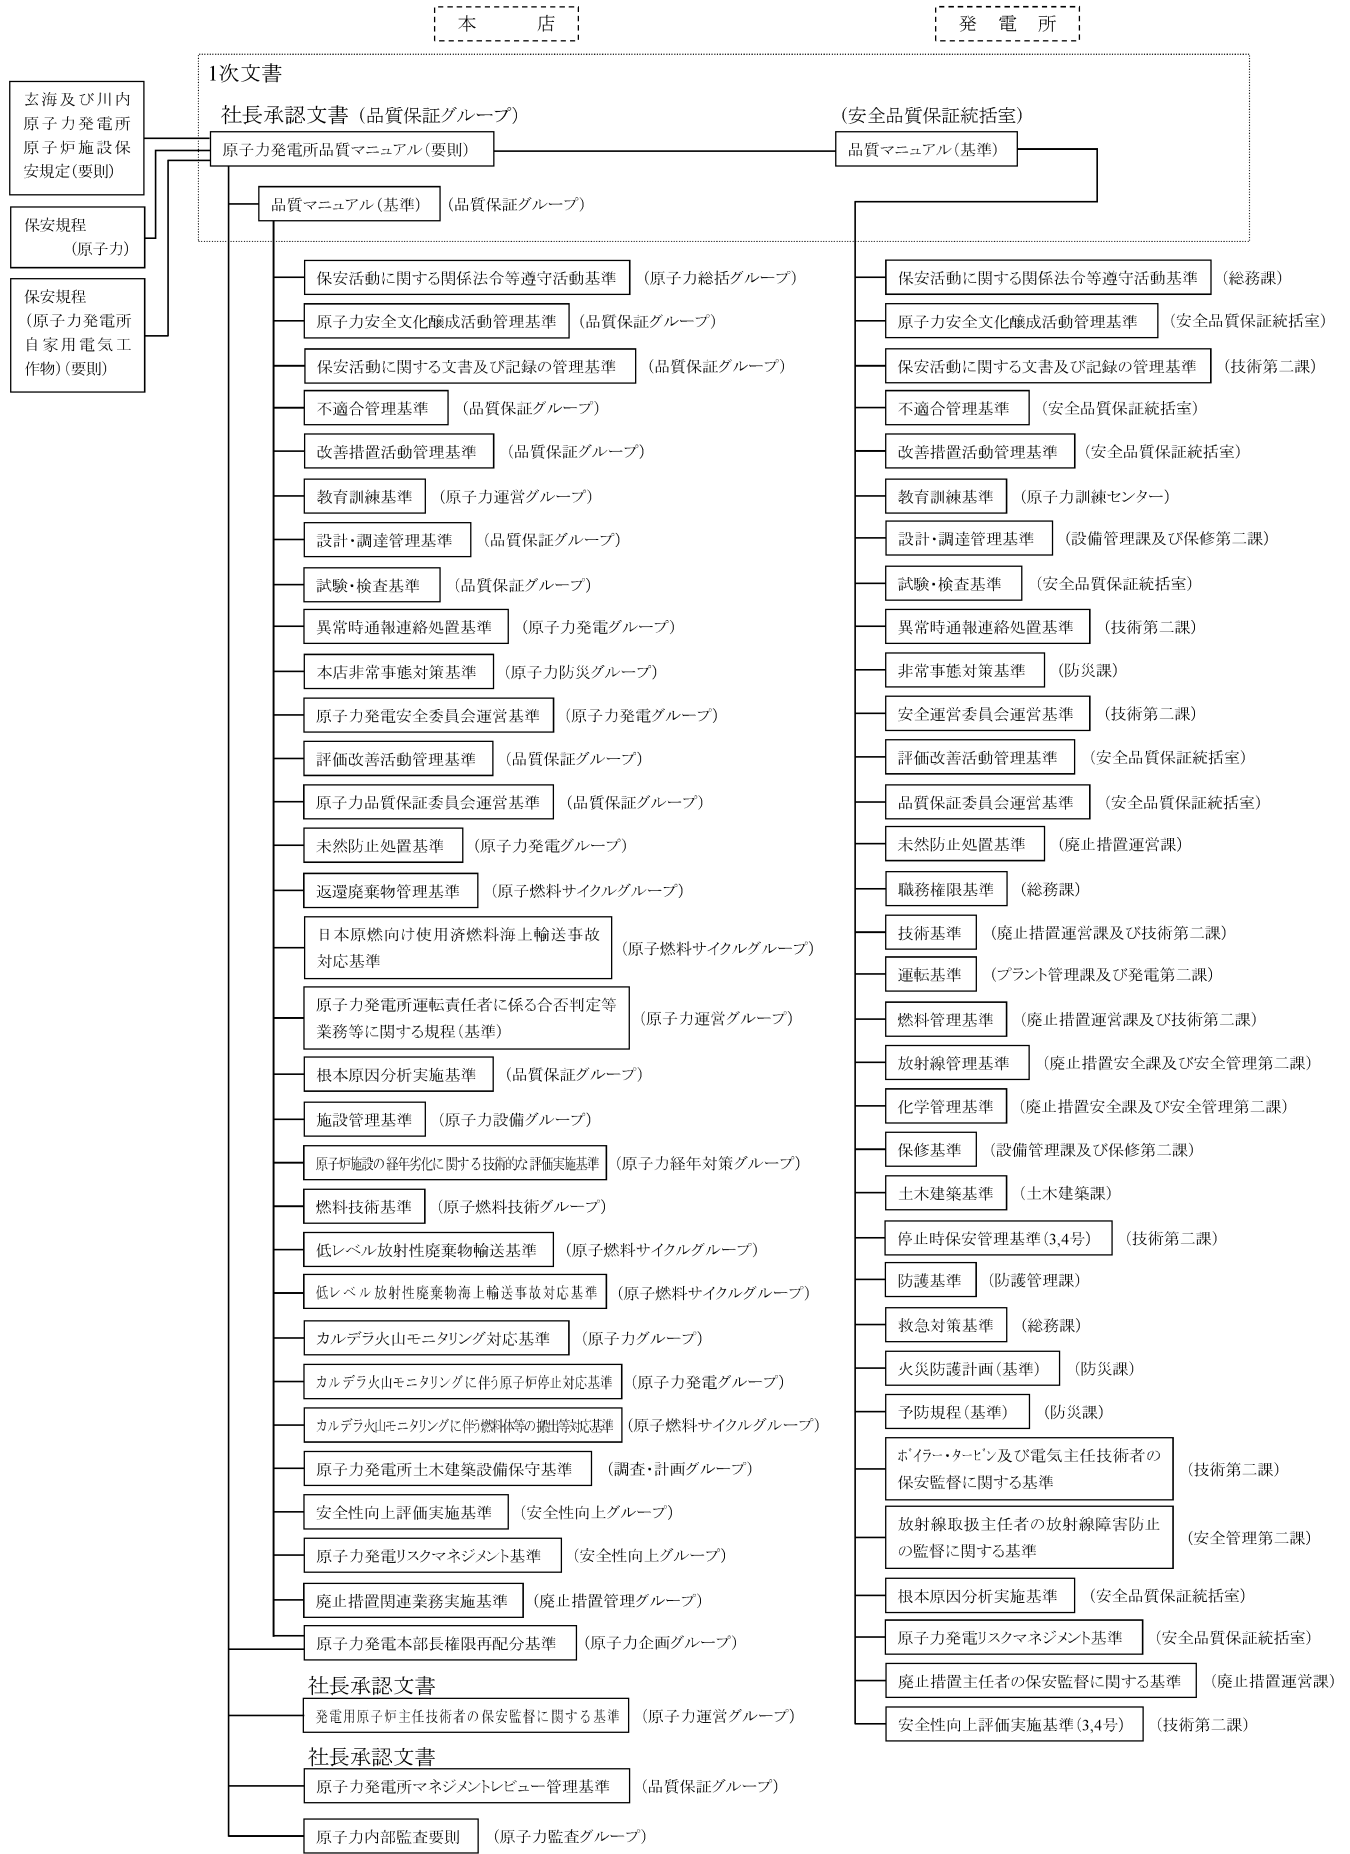 本店
発電所
1次文書
社長承認文書（品質保証グループ）
（安全品質保証統括室）
玄海及び川内
原子力発電所
原子炉施設保
安規定（要則）
原子力発電所品質マニュアル（要則）
品質マニュアル（基準）
品質マニュアル（基準）
（品質保証グループ）
保安規程
（原子力）
保安規程
（原子力発電所
自家用電気工
作物）（要則）
保安活動に関する関係法令等遵守活動基準
（原子力総括グループ）
原子力安全文化醸成活動管理基準
（品質保証グループ）
保安活動に関する文書及び記録の管理基準
（品質保証グループ）
不適合管理基準
（品質保証グループ）
改善措置活動管理基準
（品質保証グループ）
教育訓練基準
（原子力運営グループ）
設計・調達管理基準
（品質保証グループ）
試験・検査基準
（品質保証グループ）
異常時通報連絡処置基準
（原子力発電グループ）
本店非常事態対策基準
（原子力防災グループ）
原子力発電安全委員会運営基準
（原子力発電グループ）
評価改善活動管理基準
（品質保証グループ）
原子力品質保証委員会運営基準
（品質保証グループ）
未然防止処置基準
（原子力発電グループ）
返還廃棄物管理基準
（原子燃料サイクルグループ）
日本原燃向け使用済燃料海上輸送事故
対応基準
（原子燃料サイクルグループ）
原子力発電所運転責任者に係る合否判定等
業務等に関する規程（基準）
（原子力運営グループ）
根本原因分析実施基準
（品質保証グループ）
施設管理基準
（原子力設備グループ）
原子炉施設の経年劣化に関する技術的な評価実施基準
（原子力経年対策グループ）
燃料技術基準
（原子燃料技術グループ）
低レベル放射性廃棄物輸送基準
（原子燃料サイクルグループ）
低レベル放射性廃棄物海上輸送事故対応基準
（原子燃料サイクルグループ）
カルデラ火山モニタリング対応基準
（原子力グループ）
カルデラ火山モニタリングに伴う原子炉停止対応基準
（原子力発電グループ）
カルデラ火山モニタリングに伴う燃料体等の搬出等対応基準
（原子燃料サイクルグループ）
原子力発電所土木建築設備保守基準
（調査・計画グループ）
安全性向上評価実施基準
（安全性向上グループ）
原子力発電リスクマネジメント基準
（安全性向上グループ）
廃止措置関連業務実施基準
（廃止措置管理グループ）
原子力発電本部長権限再配分基準
（原子力企画グループ）
社長承認文書
発電用原子炉主任技術者の保安監督に関する基準
（原子力運営グループ）
社長承認文書
原子力発電所マネジメントレビュー管理基準
（品質保証グループ）
原子力内部監査要則
（原子力監査グループ）
保安活動に関する関係法令等遵守活動基準
（総務課）
原子力安全文化醸成活動管理基準
（安全品質保証統括室）
保安活動に関する文書及び記録の管理基準
（技術第二課）
不適合管理基準
（安全品質保証統括室）
改善措置活動管理基準
（安全品質保証統括室）
教育訓練基準
（原子力訓練センター）
設計・調達管理基準
（設備管理課及び保修第二課）
試験・検査基準
（安全品質保証統括室）
異常時通報連絡処置基準
（技術第二課）
非常事態対策基準
（防災課）
安全運営委員会運営基準
（技術第二課）
評価改善活動管理基準
（安全品質保証統括室）
品質保証委員会運営基準
（安全品質保証統括室）
未然防止処置基準
（廃止措置運営課）
職務権限基準
（総務課）
技術基準
（廃止措置運営課及び技術第二課）
運転基準
（プラント管理課及び発電第二課）
燃料管理基準
（廃止措置運営課及び技術第二課）
放射線管理基準
（廃止措置安全課及び安全管理第二課）
化学管理基準
（廃止措置安全課及び安全管理第二課）
保修基準
（設備管理課及び保修第二課）
土木建築基準
（土木建築課）
停止時保安管理基準（3,4号）
（技術第二課）
防護基準
（防護管理課）
救急対策基準
（総務課）
火災防護計画（基準）
（防災課）
予防規程（基準）
（防災課）
ボイラー・タービン及び電気主任技術者の
保安監督に関する基準
（技術第二課）
放射線取扱主任者の放射線障害防止
の監督に関する基準
（安全管理第二課）
根本原因分析実施基準
（安全品質保証統括室）
原子力発電リスクマネジメント基準
（安全品質保証統括室）
廃止措置主任者の保安監督に関する基準
（廃止措置運営課）
安全性向上評価実施基準（3,4号）
（技術第二課）